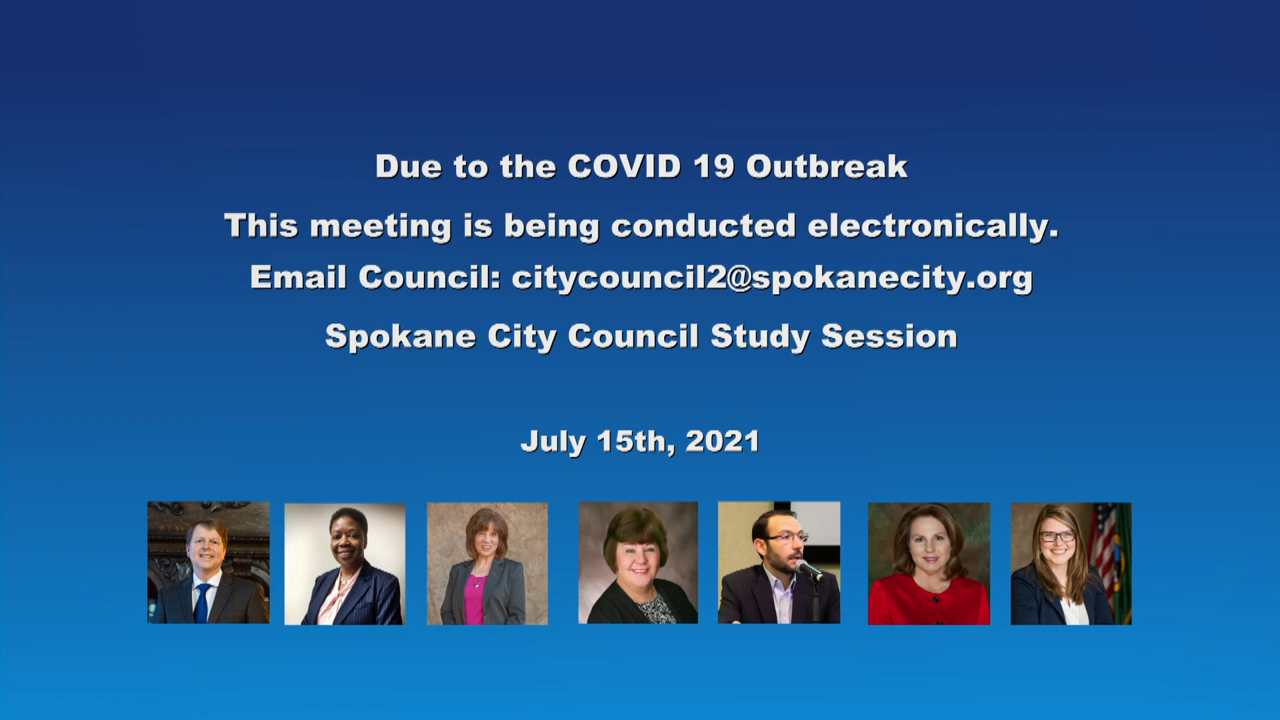 Due to the COVID 19 Outbreak
This meeting is being conducted electronically.
Email Council: citycouncil2@spokanecity.org
Spokane City Council Study Session
July 15th, 2021